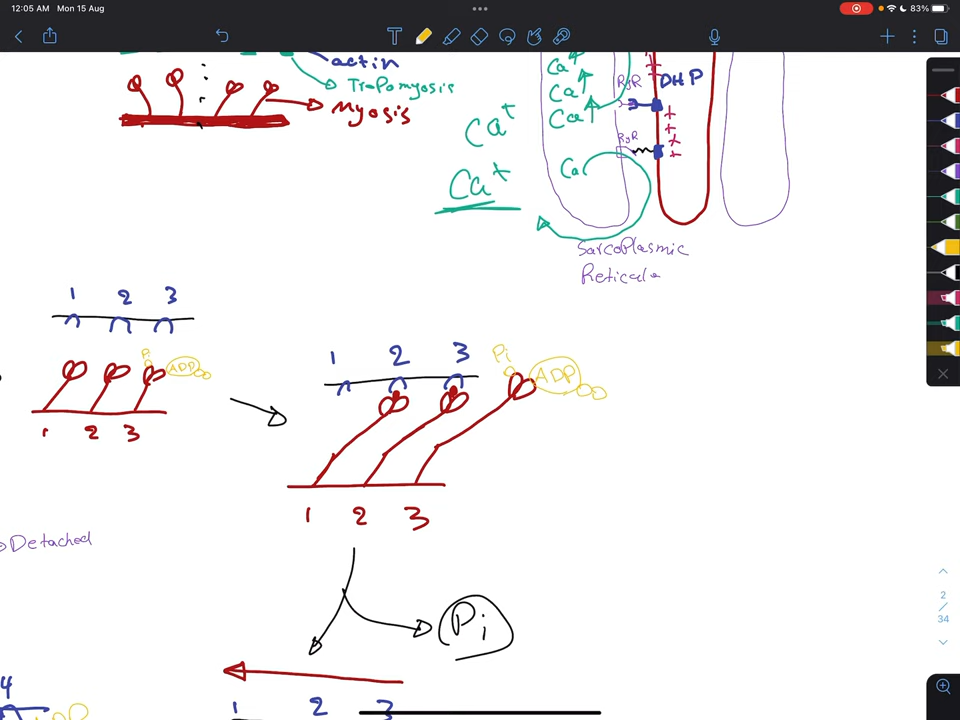 12:05 AM Mon 15 Aug
83%
actin
Tropomyosis
Myosis
Ca+
Ca+
Ca
Ca
Ca
Ca
RyR
RyR
DHP
+
+
+
+
Sarcoplasmic
Reticale
1 2 3
Pi
ADP
1 2 3
1 2 3
Pi
ADP
1 2 3
Detached
Pi
4
1 2 3
2
/
34